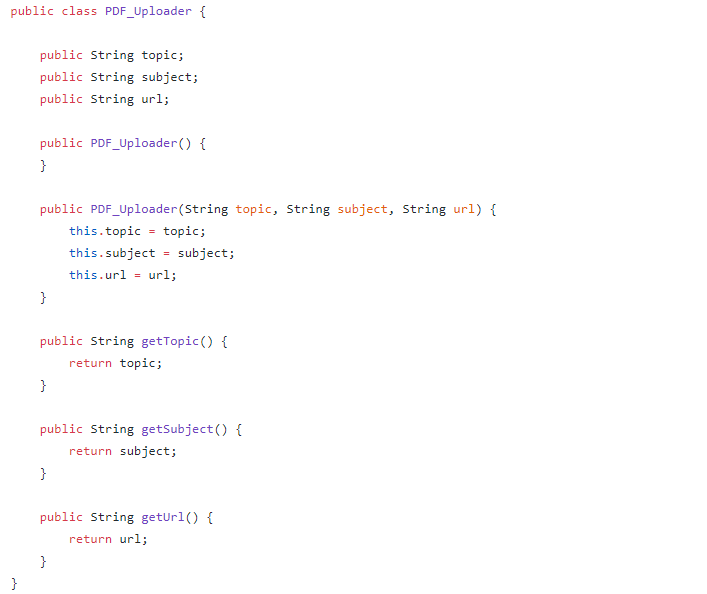 public class PDF_Uploader {
public String topic;
public String subject;
public String url;
public PDF_Uploader() {
}
public PDF_Uploader(String topic, String subject, String url) {
this.topic = topic;
this.subject = subject;
this.url = url;
}
public String getTopic() {
return topic;
}
public String getSubject() {
return subject;
}
public String getUrl() {
return url;
}
}